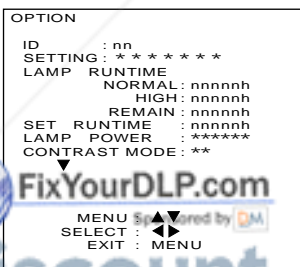 OPTION
ID : nn
SETTING : * * * * * * *
LAMP RUNTIME
NORMAL : nnnnnh
HIGH : nnnnnh
REMAIN : nnnnnh
SET RUNTIME : nnnnnh
LAMP POWER : ******
CONTRAST MODE : **
▼
FixYourDLP.com
Sponsored by DM
MENU : ▲▼
SELECT : ◀▶
EXIT : MENU